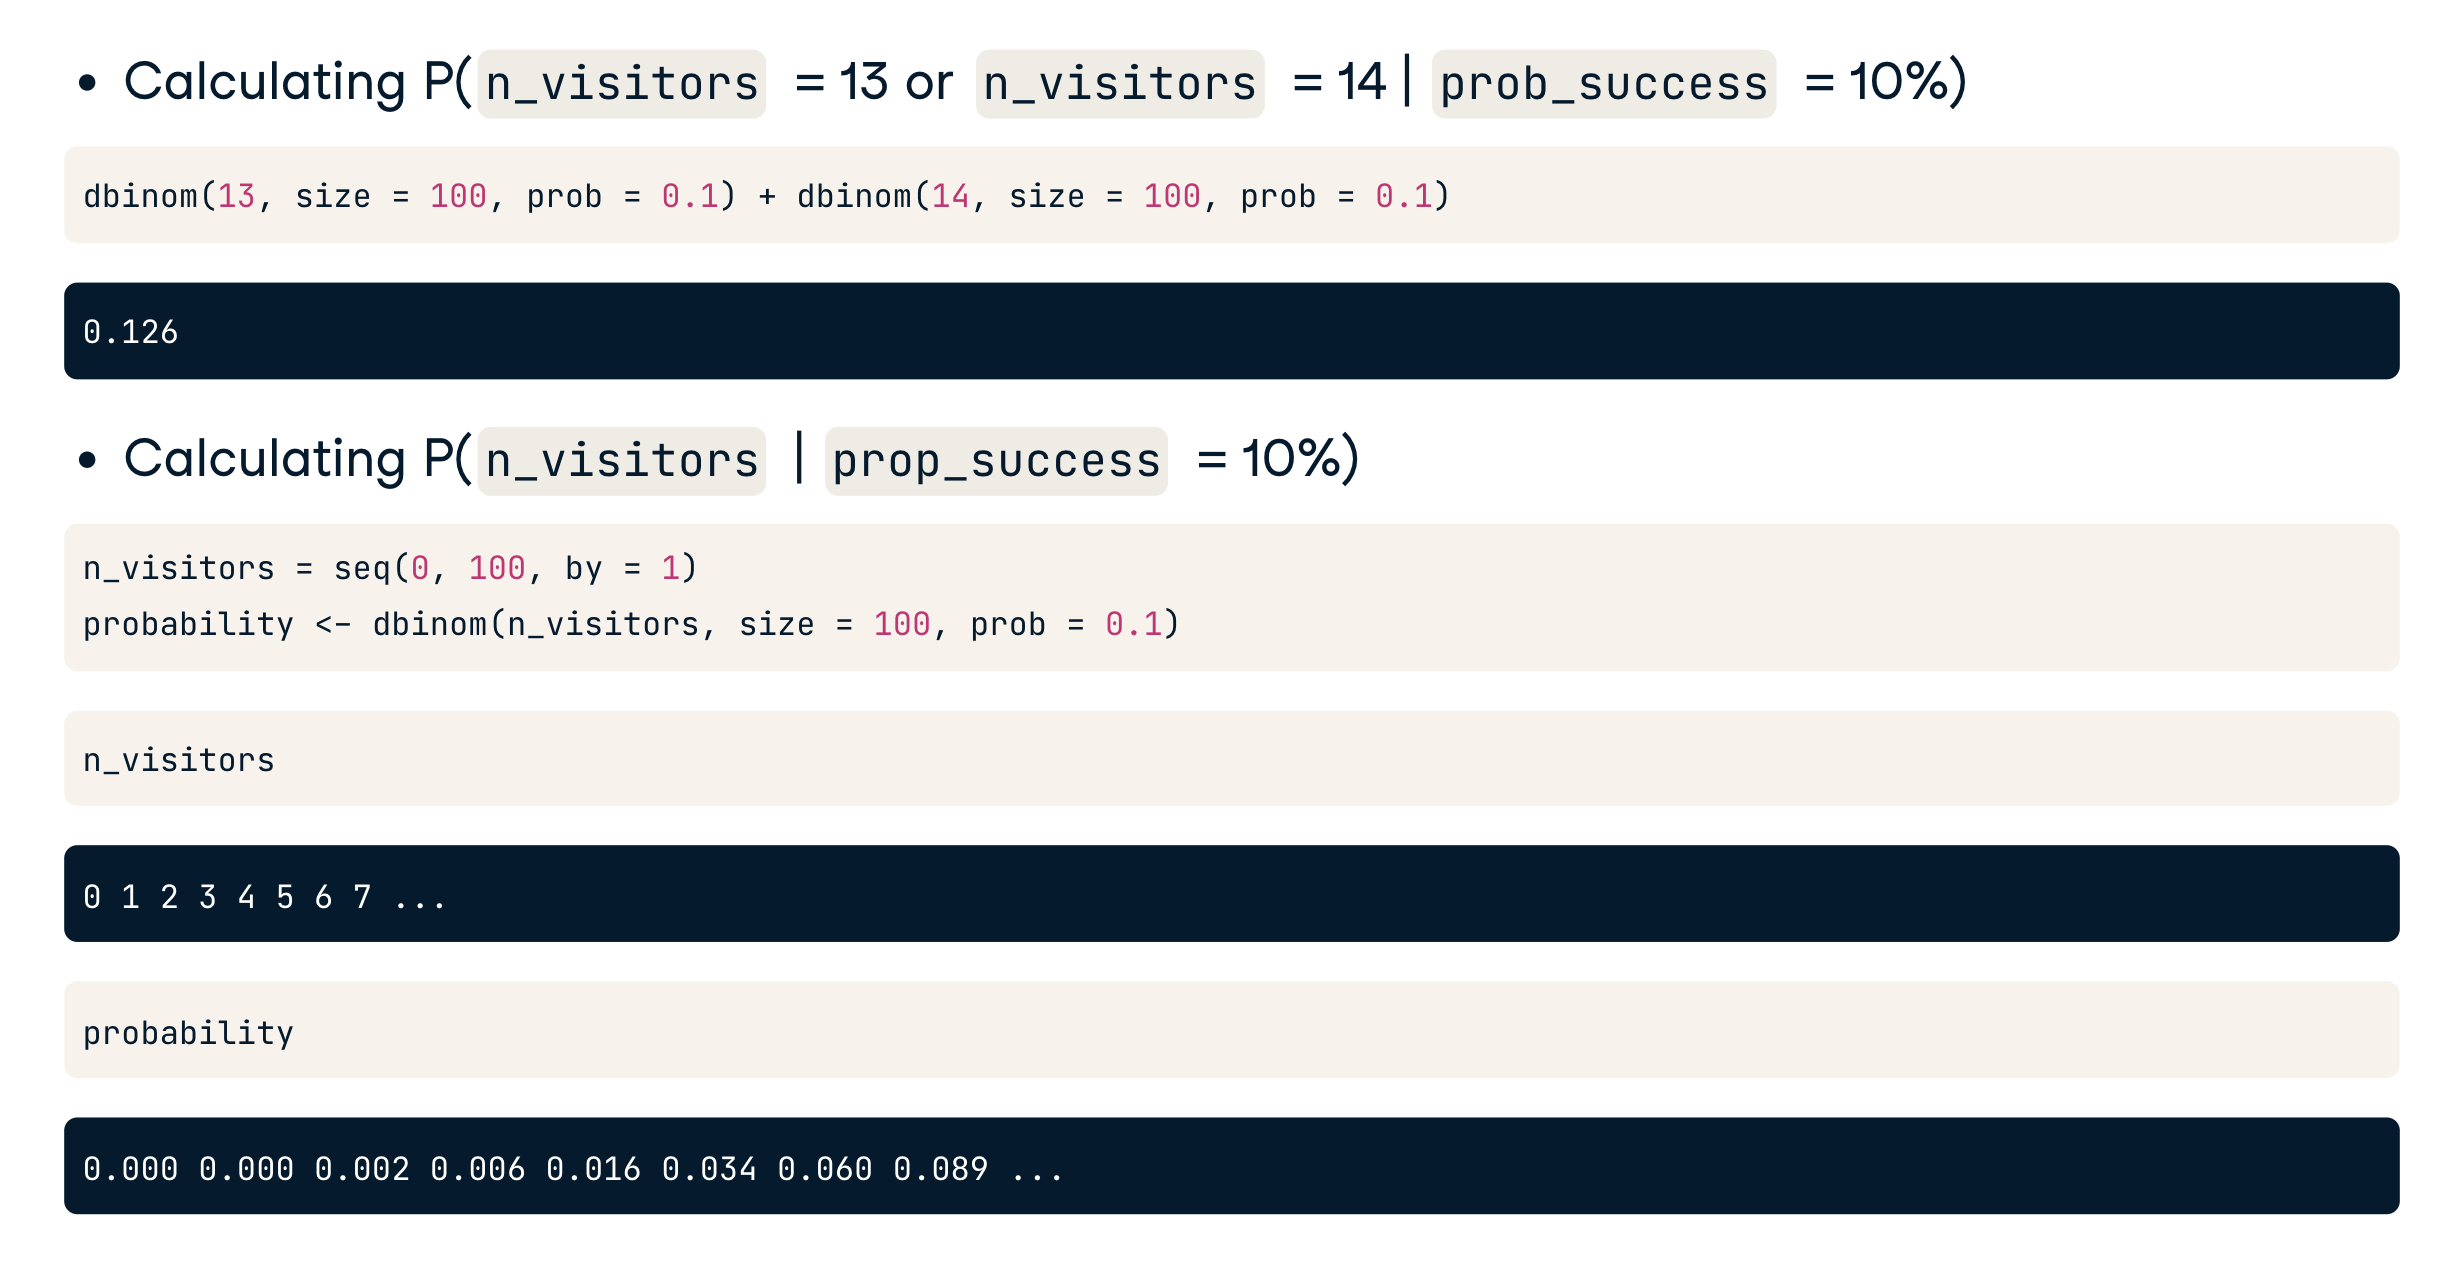 • Calculating P(n_visitors = 13 or n_visitors = 14 | prob_success = 10%)
dbinom(13, size = 100, prob = 0.1) + dbinom(14, size = 100, prob = 0.1)
0.126
• Calculating P(n_visitors | prop_success = 10%)
n_visitors = seq(0, 100, by = 1)
probability <- dbinom(n_visitors, size = 100, prob = 0.1)
n_visitors
0 1 2 3 4 5 6 7 ...
probability
0.000 0.000 0.002 0.006 0.016 0.034 0.060 0.089 ...